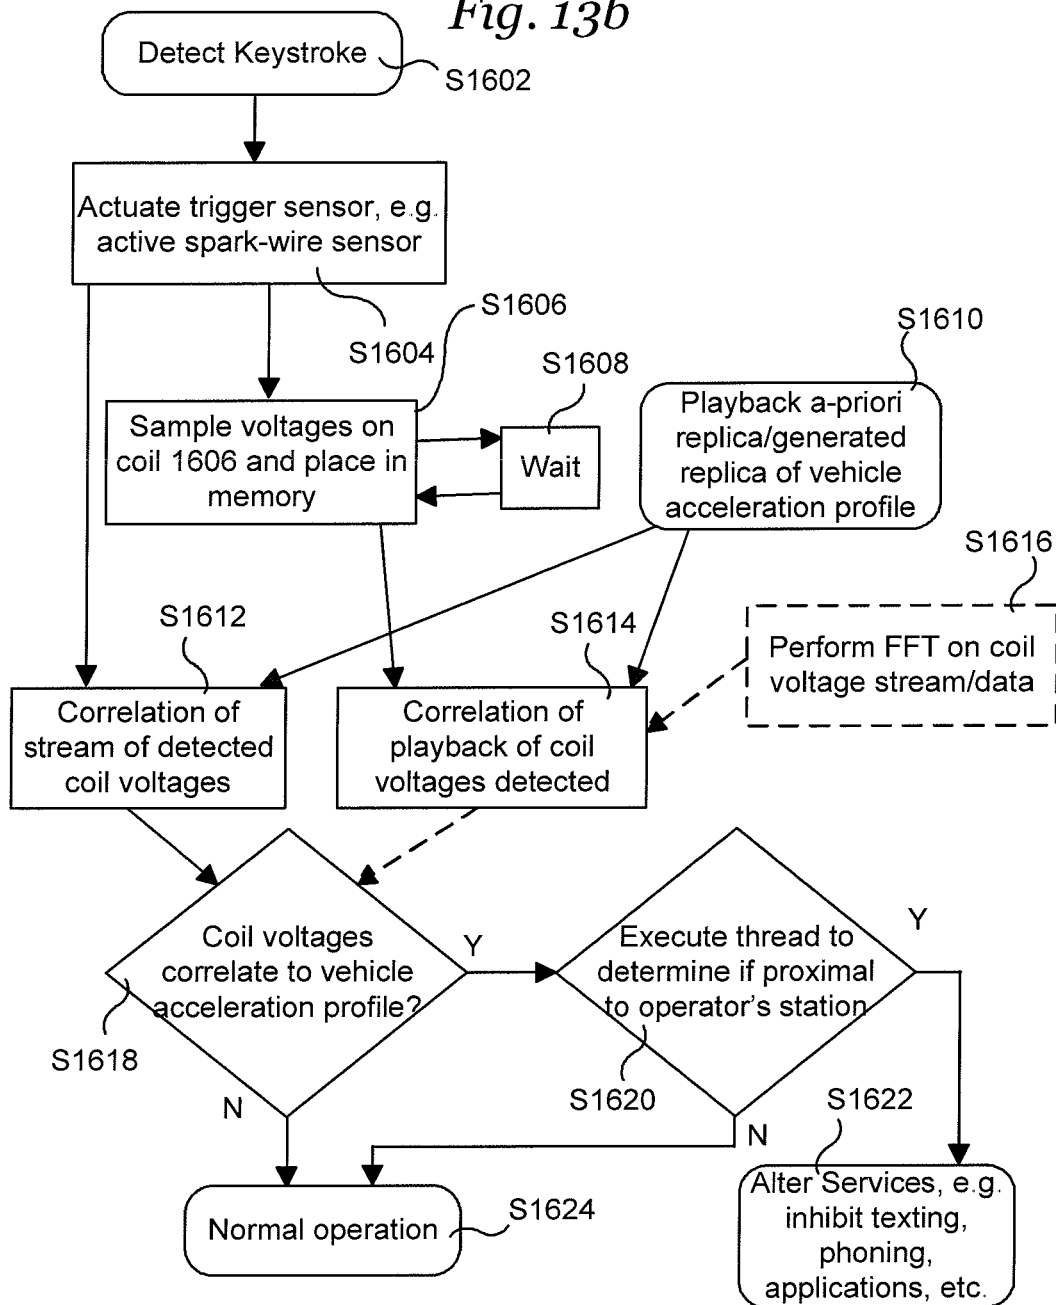 Fig. 13b
Detect Keystroke
S1602
Actuate trigger sensor, e.g.
active spark-wire sensor
S1604
S1606
Sample voltages on
coil 1606 and place in
memory
S1608
Wait
S1610
Playback a-priori
replica/generated
replica of vehicle
acceleration profile
S1616
Perform FFT on coil
voltage stream/data
S1612
Correlation of
stream of detected
coil voltages
S1614
Correlation of
playback of coil
voltages detected
Coil voltages
correlate to vehicle
acceleration profile?
S1618
Y
N
Execute thread to
determine if proximal
to operator's station
S1620
Y
N
S1622
Alter Services, e.g.
inhibit texting,
phoning,
applications, etc.
Normal operation
S1624